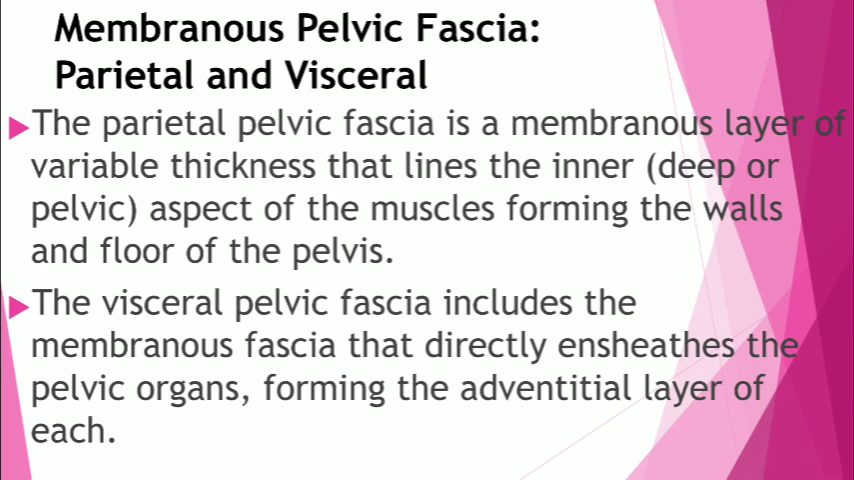 Membranous Pelvic Fascia:
Parietal and Visceral
The parietal pelvic fascia is a membranous layer of
variable thickness that lines the inner (deep or
pelvic) aspect of the muscles forming the walls
and floor of the pelvis.
The visceral pelvic fascia includes the
membranous fascia that directly ensheathes the
pelvic organs, forming the adventitial layer of
each.